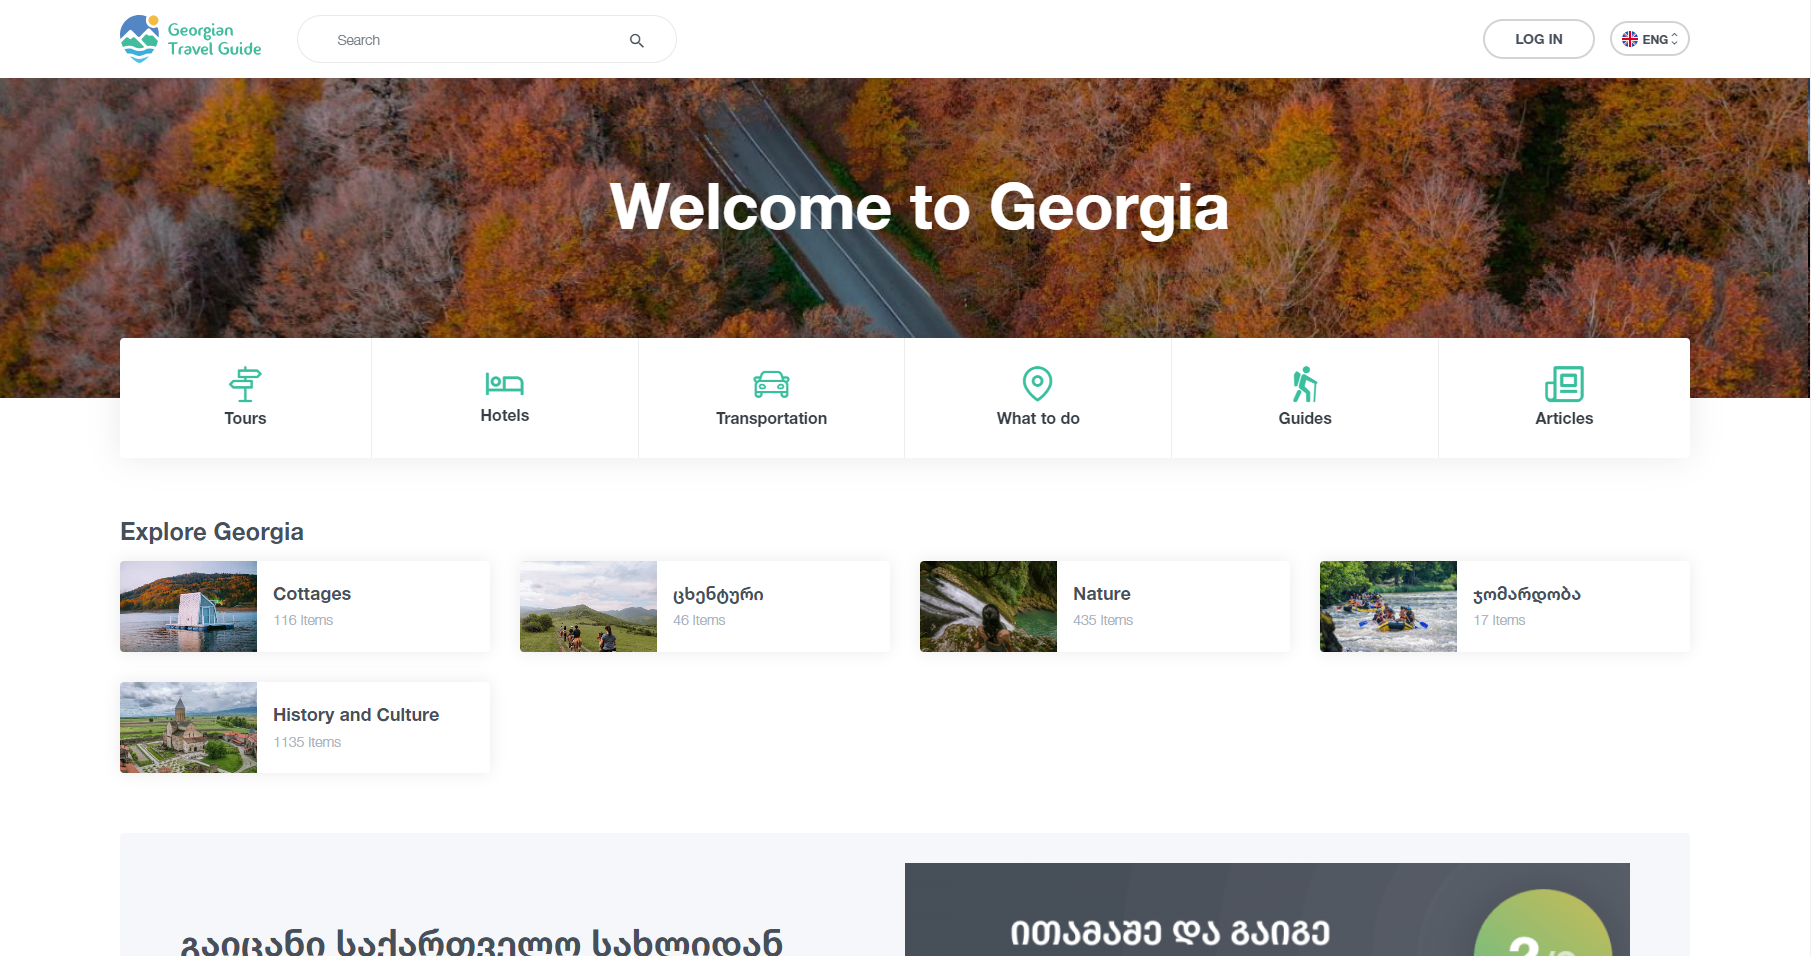 Georgian
Travel Guide
Search
LOG IN
ENG
Welcome to Georgia
Tours
Hotels
Transportation
What to do
Guides
Articles
Explore Georgia
Cottages
116 Items
ცხენტური
46 Items
Nature
435 Items
ჯომარდობა
17 Items
History and Culture
1135 Items
გაიცანი საქართველო სახლიდან
ითამაშე და გაიგე